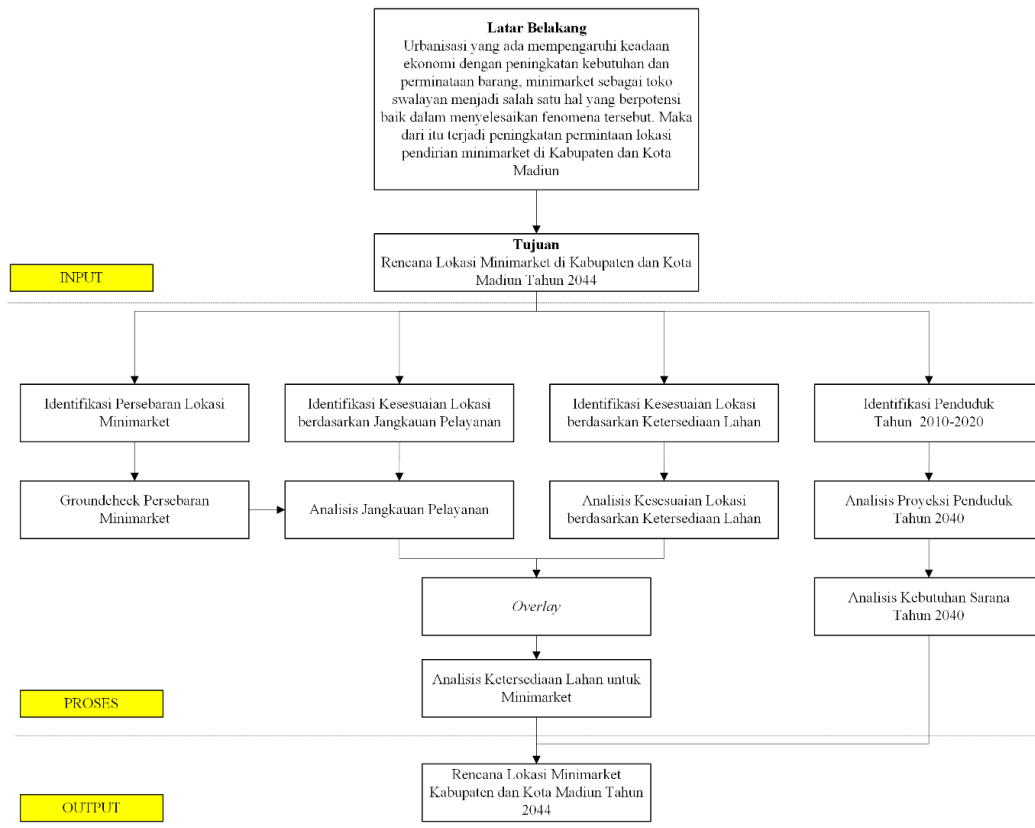 Latar Belakang
Urbanisasi yang ada mempengaruhi keadaan
ekonomi dengan peningkatan kebutuhan dan
perminataan barang, minimarket sebagai toko
swalayan menjadi salah satu hal yang berpotensi
baik dalam menyelesaikan fenomena tersebut. Maka
dari itu terjadi peningkatan permintaan lokasi
pendirian minimarket di Kabupaten dan Kota
Madiun
Tujuan
Rencana Lokasi Minimarket di Kabupaten dan Kota
Madiun Tahun 2044
INPUT
Identifikasi Persebaran Lokasi
Minimarket
Identifikasi Kesesuaian Lokasi
berdasarkan Jangkauan Pelayanan
Identifikasi Kesesuaian Lokasi
berdasarkan Ketersediaan Lahan
Identifikasi Penduduk
Tahun 2010-2020
Groundcheck Persebaran
Minimarket
Analisis Jangkauan Pelayanan
Analisis Kesesuaian Lokasi
berdasarkan Ketersediaan Lahan
Analisis Proyeksi Penduduk
Tahun 2040
Overlay
Analisis Kebutuhan Sarana
Tahun 2040
Analisis Ketersediaan Lahan untuk
Minimarket
PROSES
Rencana Lokasi Minimarket
Kabupaten dan Kota Madiun Tahun
2044
OUTPUT